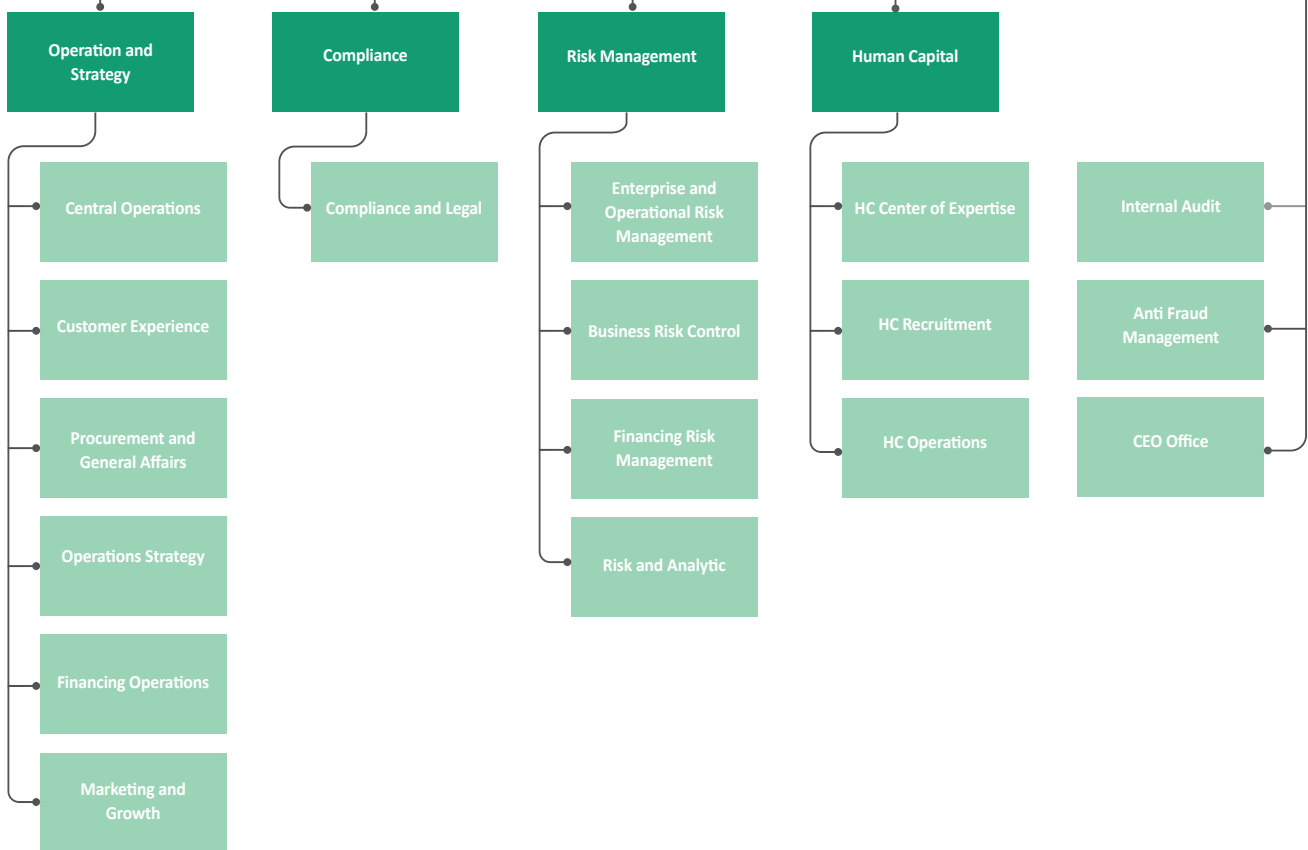 Operation and
Strategy
Compliance
Risk Management
Human Capital
Central Operations
Customer Experience
Procurement and
General Affairs
Operations Strategy
Financing Operations
Marketing and
Growth
Compliance and Legal
Enterprise and
Operational Risk
Management
Business Risk Control
Financing Risk
Management
Risk and Analytic
HC Center of Expertise
HC Recruitment
HC Operations
Internal Audit
Anti Fraud
Management
CEO Office